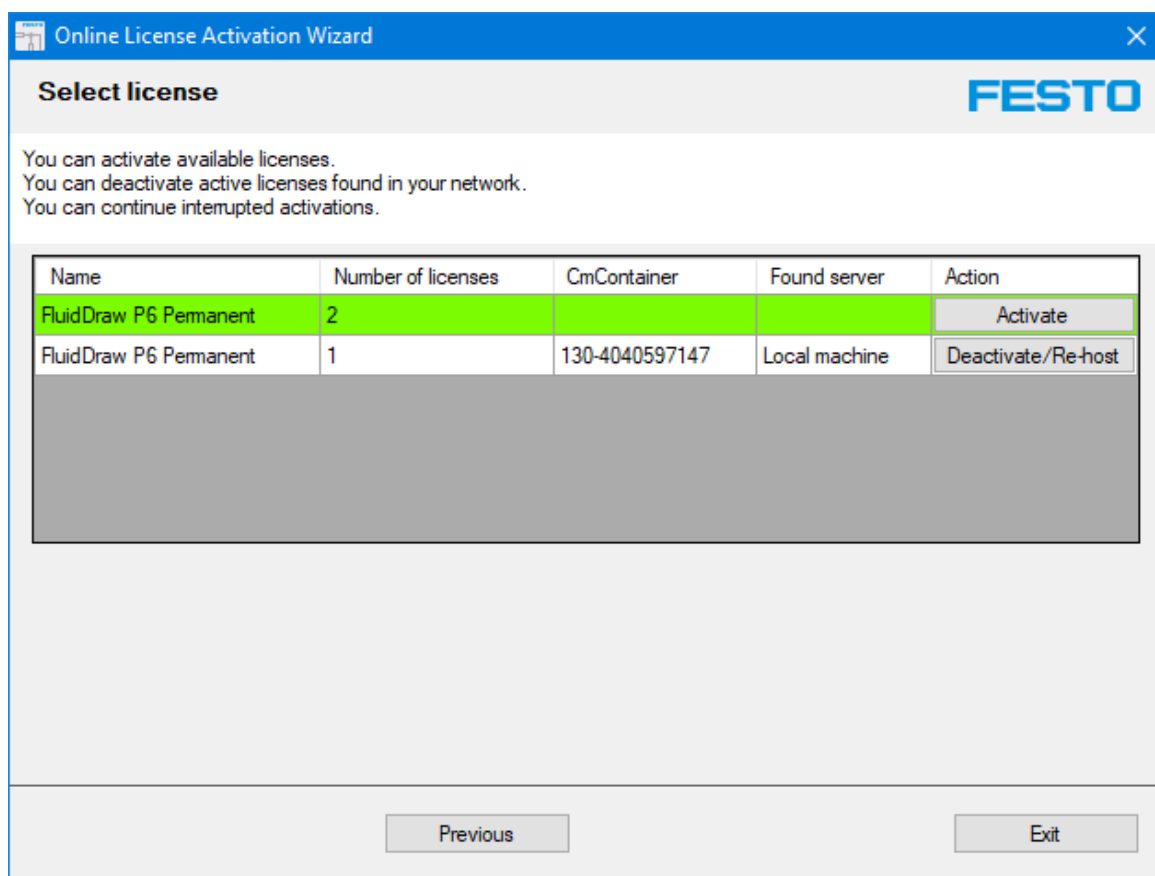 Online License Activation Wizard
Select license
FESTO
You can activate available licenses.
You can deactivate active licenses found in your network.
You can continue interrupted activations.
Name Number of licenses CmContainer Found server Action
FluidDraw P6 Permanent 2 Activate
FluidDraw P6 Permanent 1 130-4040597147 Local machine Deactivate/Re-host
Previous Exit